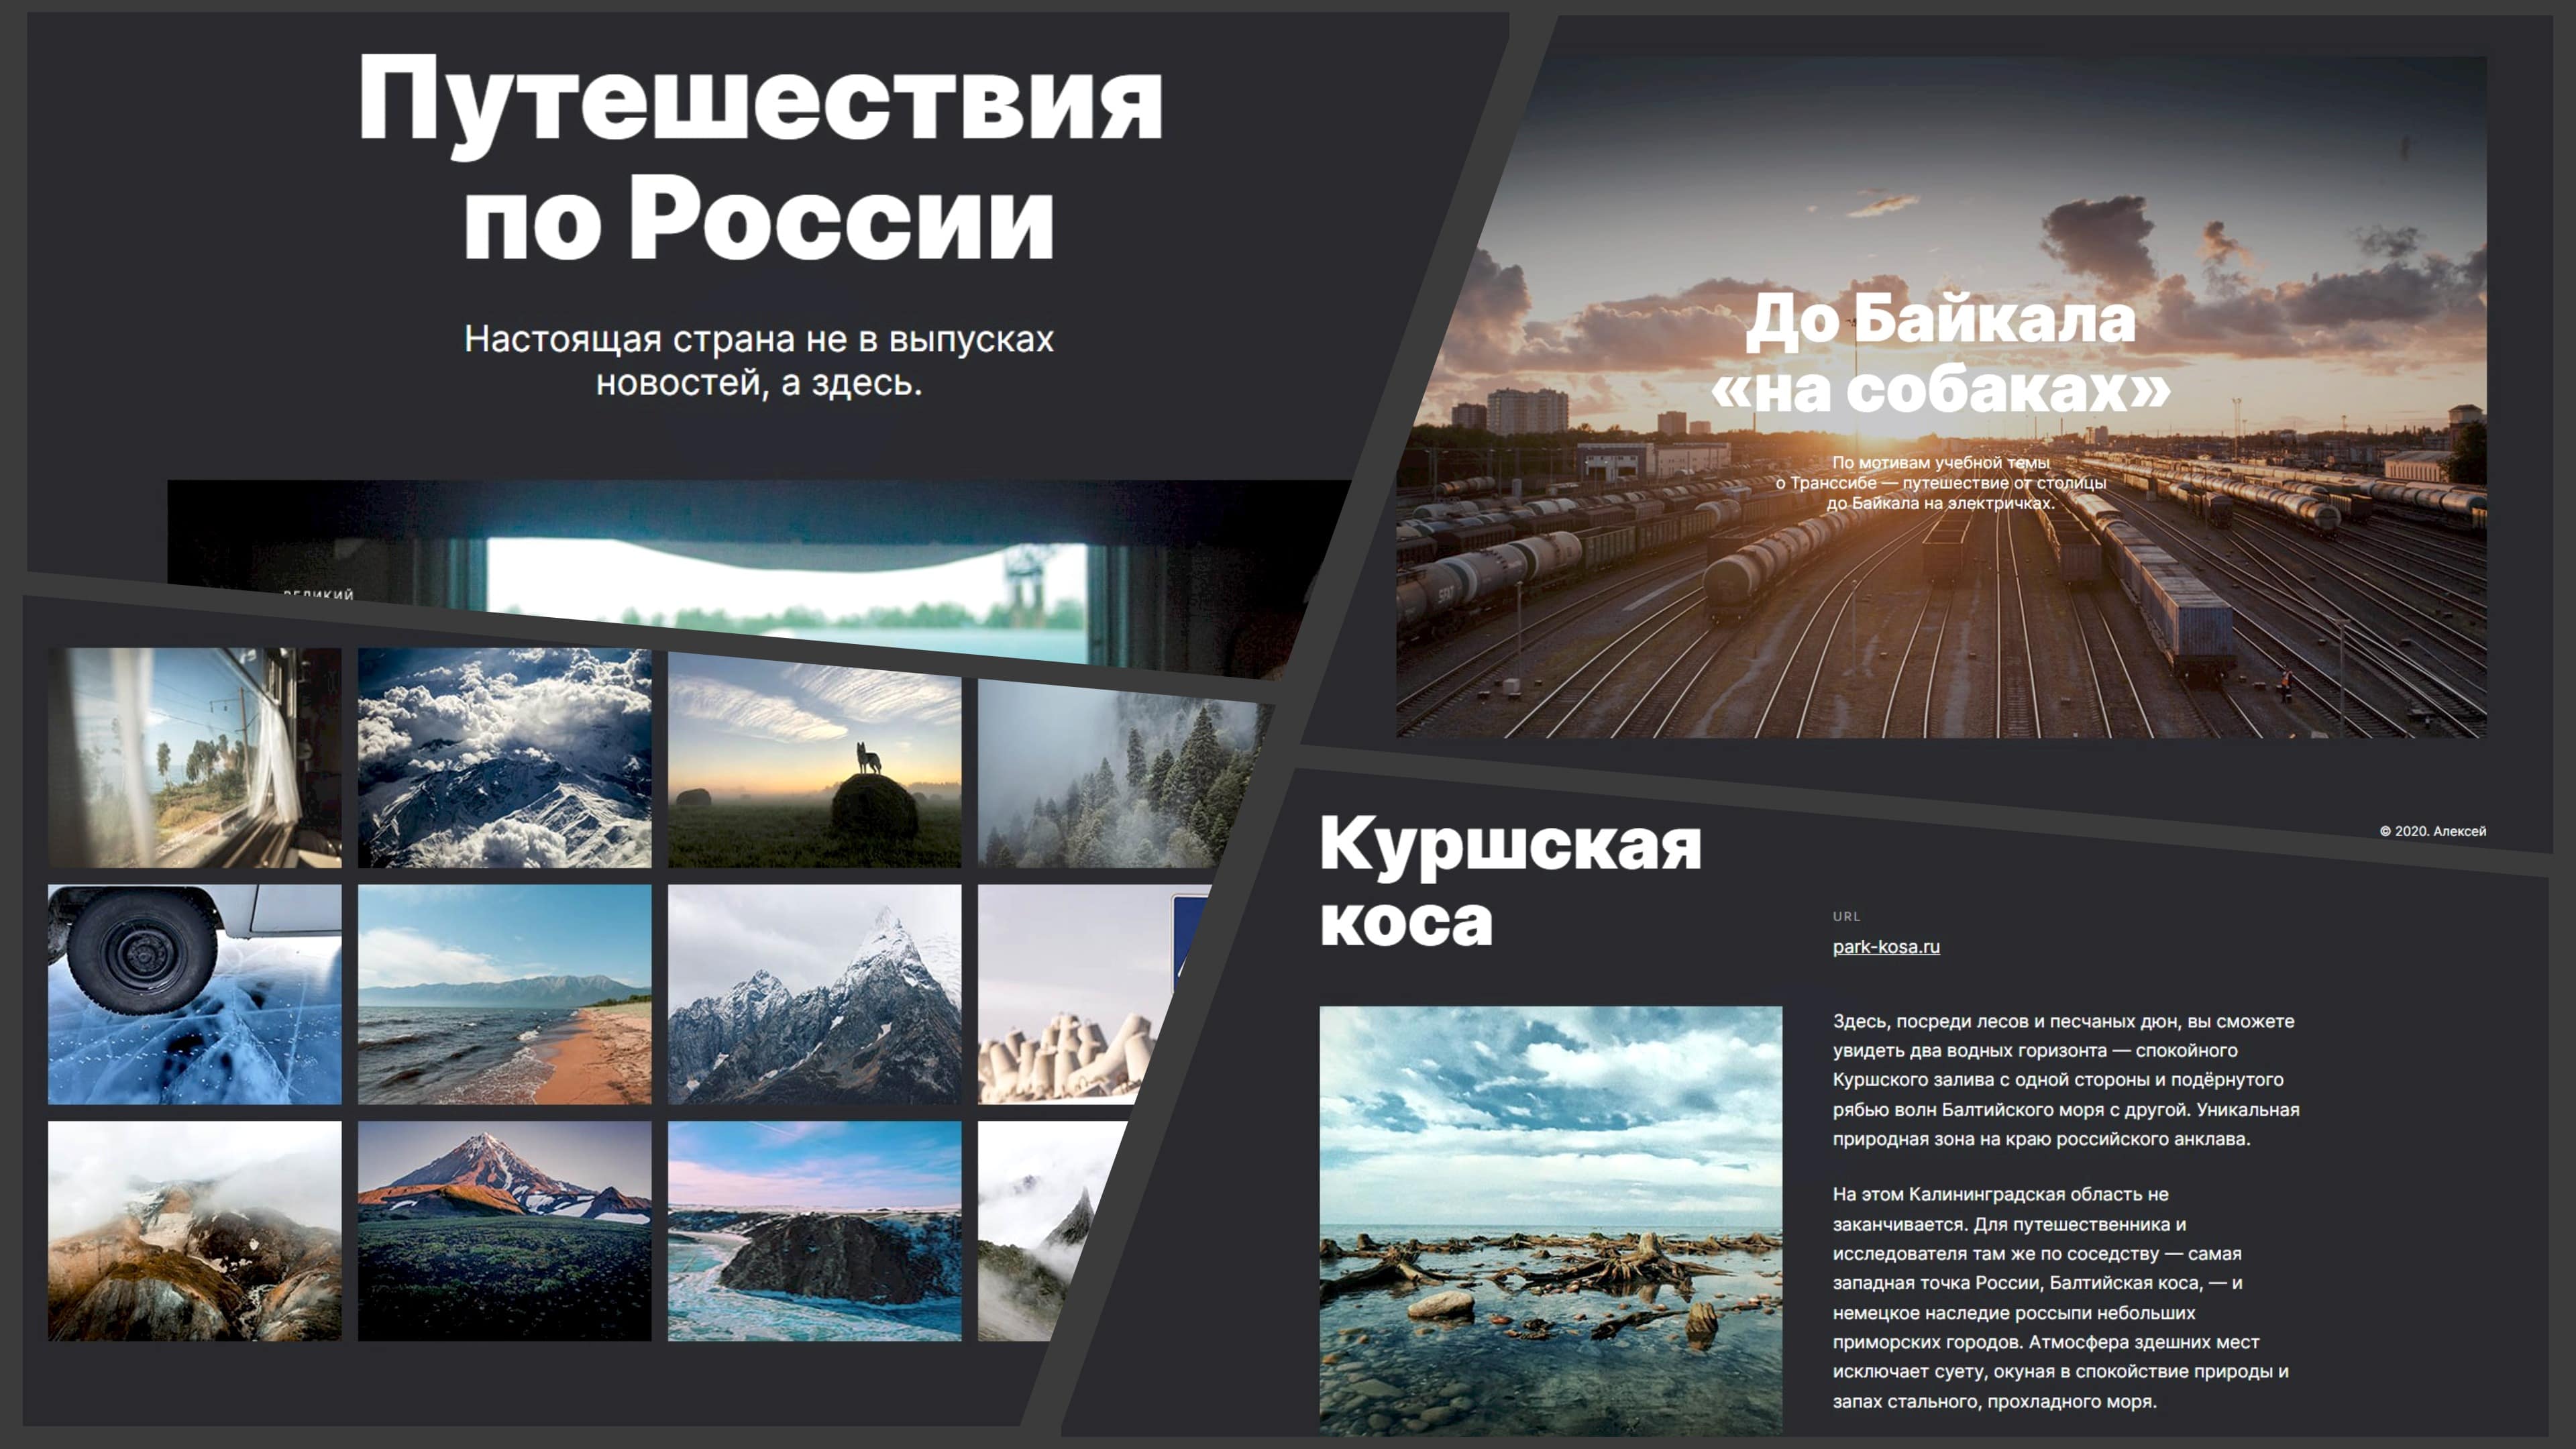 Путешествия
по России
Настоящая страна не в выпусках
новостей, а здесь.
ВЕЛИКИЙ
До Байкала
«на собаках»
По мотивам учебной темы
о Транссибе — путешествие от столицы
до Байкала на электричках.
© 2020. Алексей
Куршская
коса
URL
park-kosa.ru
Здесь, посреди лесов и песчаных дюн, вы сможете
увидеть два водных горизонта — спокойного
Куршского залива с одной стороны и подёрнутого
рябью волн Балтийского моря с другой. Уникальная
природная зона на краю российского анклава.
На этом Калининградская область не
заканчивается. Для путешественника и
исследователя там же по соседству — самая
западная точка России, Балтийская коса, — и
немецкое наследие россыпи небольших
приморских городов. Атмосфера здешних мест
исключает суету, окуная в спокойствие природы и
запах стального, прохладного моря.